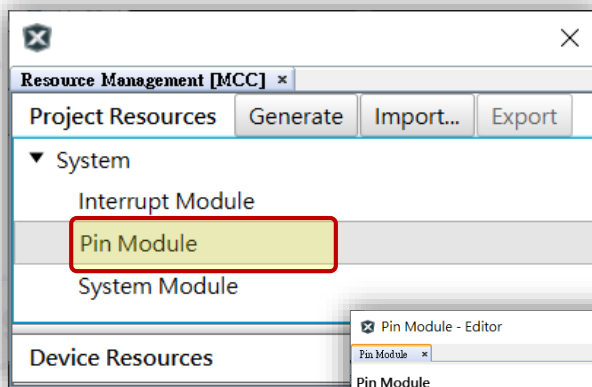 Resource Management [MCC] ×
Project Resources Generate Import... Export
System
Interrupt Module
Pin Module
System Module
Device Resources
Pin Module - Editor
Pin Module ×
Pin Module